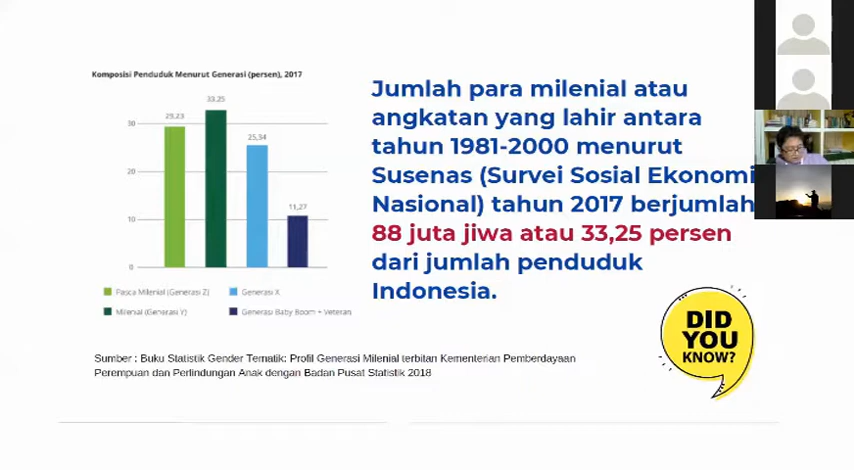 Komposisi Penduduk Menurut Generasi (persen), 2017
33,25
29,23
25,34
11,27
30
20
10
0
Pasca Milenial (Generasi Z)
Generasi X
Milenial (Generasi Y)
Generasi Baby Boom + Veteran
Jumlah para milenial atau
angkatan yang lahir antara
tahun 1981-2000 menurut
Susenas (Survei Sosial Ekonomi
Nasional) tahun 2017 berjumlah
88 juta jiwa atau 33,25 persen
dari jumlah penduduk
Indonesia.
DID
YOU
KNOW?
Sumber : Buku Statistik Gender Tematik: Profil Generasi Milenial terbitan Kementerian Pemberdayaan
Perempuan dan Perlindungan Anak dengan Badan Pusat Statistik 2018